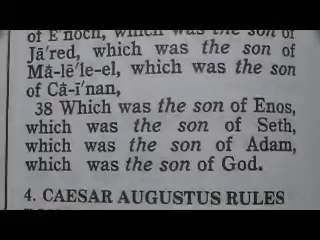 of E'noch, which was the son of
Jā'red, which was the son of
Mȧ-lē'le-el, which was the son
of Cā-ī'nan,
38 Which was the son of Enos,
which was the son of Seth,
which was the son of Adam,
which was the son of God.
4. CAESAR AUGUSTUS RULES